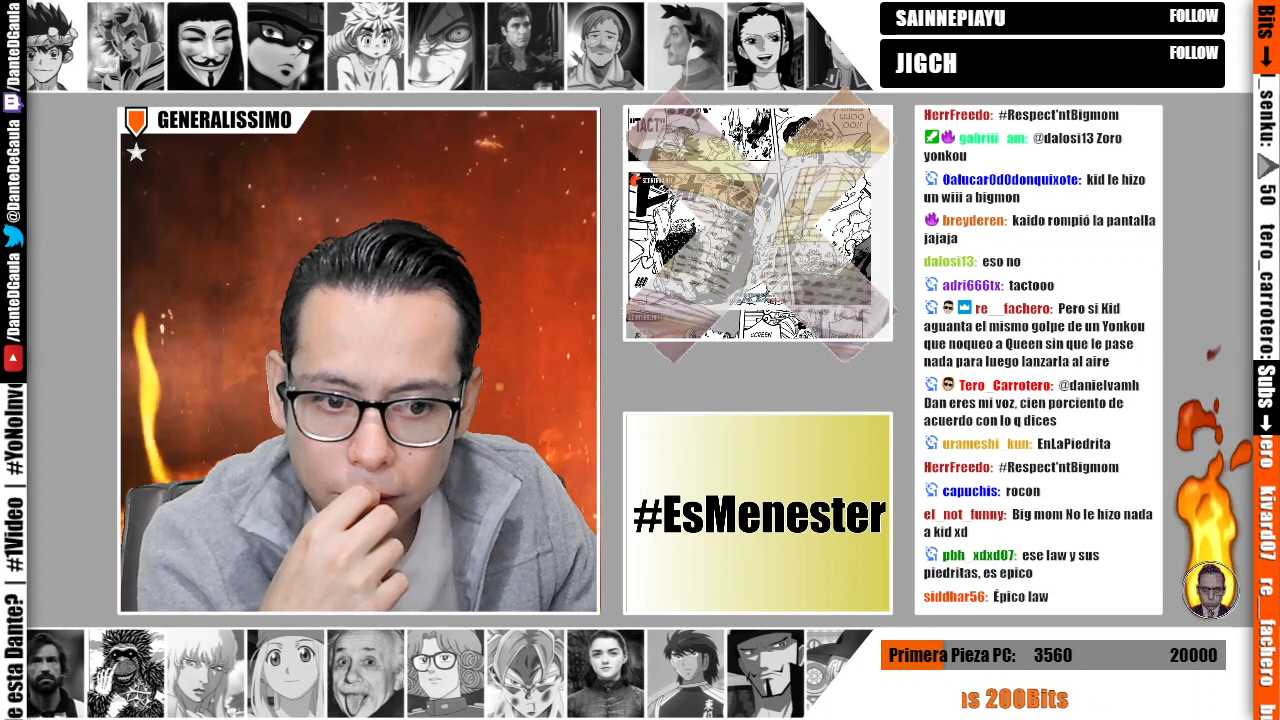 SAINNEPIAYU FOLLOW
JIGCH FOLLOW
GENERALISSIMO
"TACT"
HerrFreedo: #Respect'ntBigmom
gabriii_am: @dalosi13 Zoro
yonkou
0alucar0d0donquixote: kid le hizo
un wiii a bigmon
breyderen: kaido rompió la pantalla
jajaja
dalosi13: eso no
adri666tx: tactooo
re__fachero: Pero si Kid
aguanta el mismo golpe de un Yonkou
que noqueo a Queen sin que le pase
nada para luego lanzarla al aire
Tero_Carrotero: @danielvamh
Dan eres mi voz, cien porciento de
acuerdo con lo q dices
urameshi_kun: EnLaPiedrita
HerrFreedo: #Respect'ntBigmom
capuchis: rocon
el_not_funny: Big mom No le hizo nada
a kid xd
pbh_xdxd07: ese law y sus
piedritas, es epico
siddhar56: Épico law
#EsMenester
Primera Pieza PC: 3560 20000
is 200Bits
/DanteDGaula
@DanteDeGaula
/DanteDGaula
e esta Dante? | #1Video | #YoNoInv
Bits
_senku: 50 tero_carrotero:
Subs
pero kivard07 re__fachero